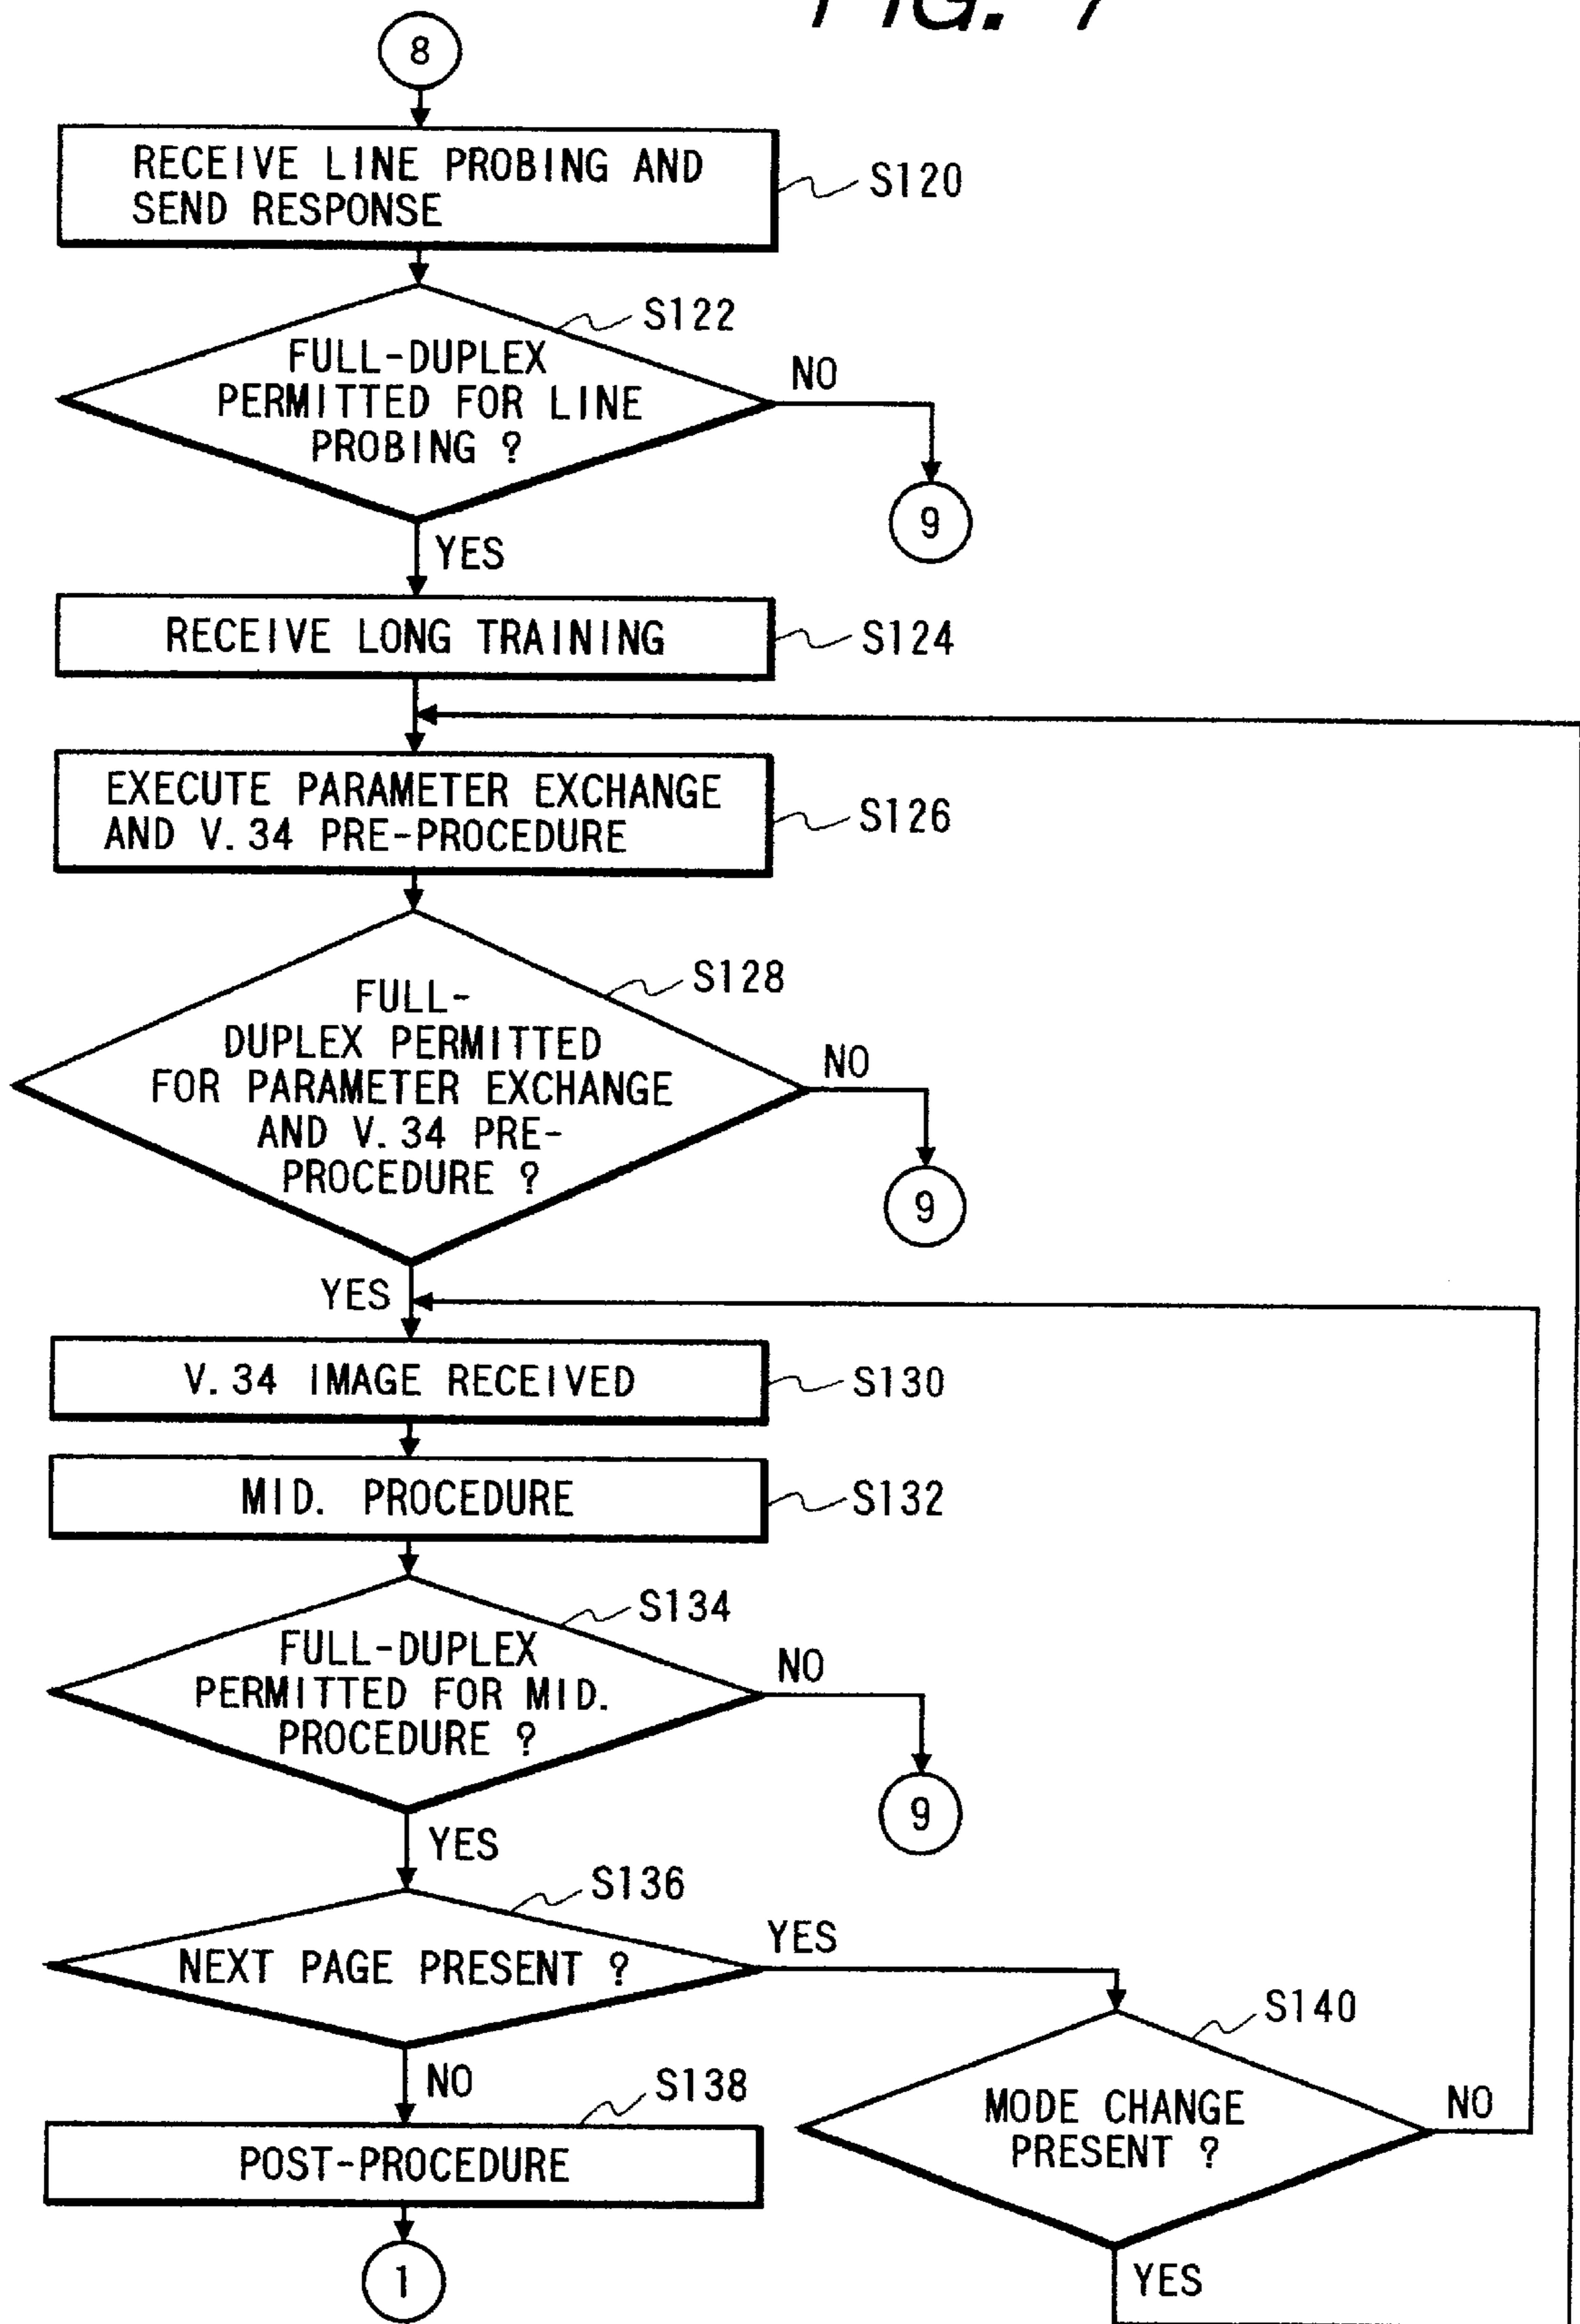 FIG. 7
8
RECEIVE LINE PROBING AND
SEND RESPONSE
S120
S122
FULL-DUPLEX
PERMITTED FOR LINE
PROBING ?
NO
9
YES
RECEIVE LONG TRAINING
S124
EXECUTE PARAMETER EXCHANGE
AND V.34 PRE-PROCEDURE
S126
S128
FULL-
DUPLEX PERMITTED
FOR PARAMETER EXCHANGE
AND V.34 PRE-
PROCEDURE ?
NO
9
YES
V.34 IMAGE RECEIVED
S130
MID. PROCEDURE
S132
S134
FULL-DUPLEX
PERMITTED FOR MID.
PROCEDURE ?
NO
9
YES
S136
NEXT PAGE PRESENT ?
YES
S140
MODE CHANGE
PRESENT ?
NO
YES
NO
S138
POST-PROCEDURE
1